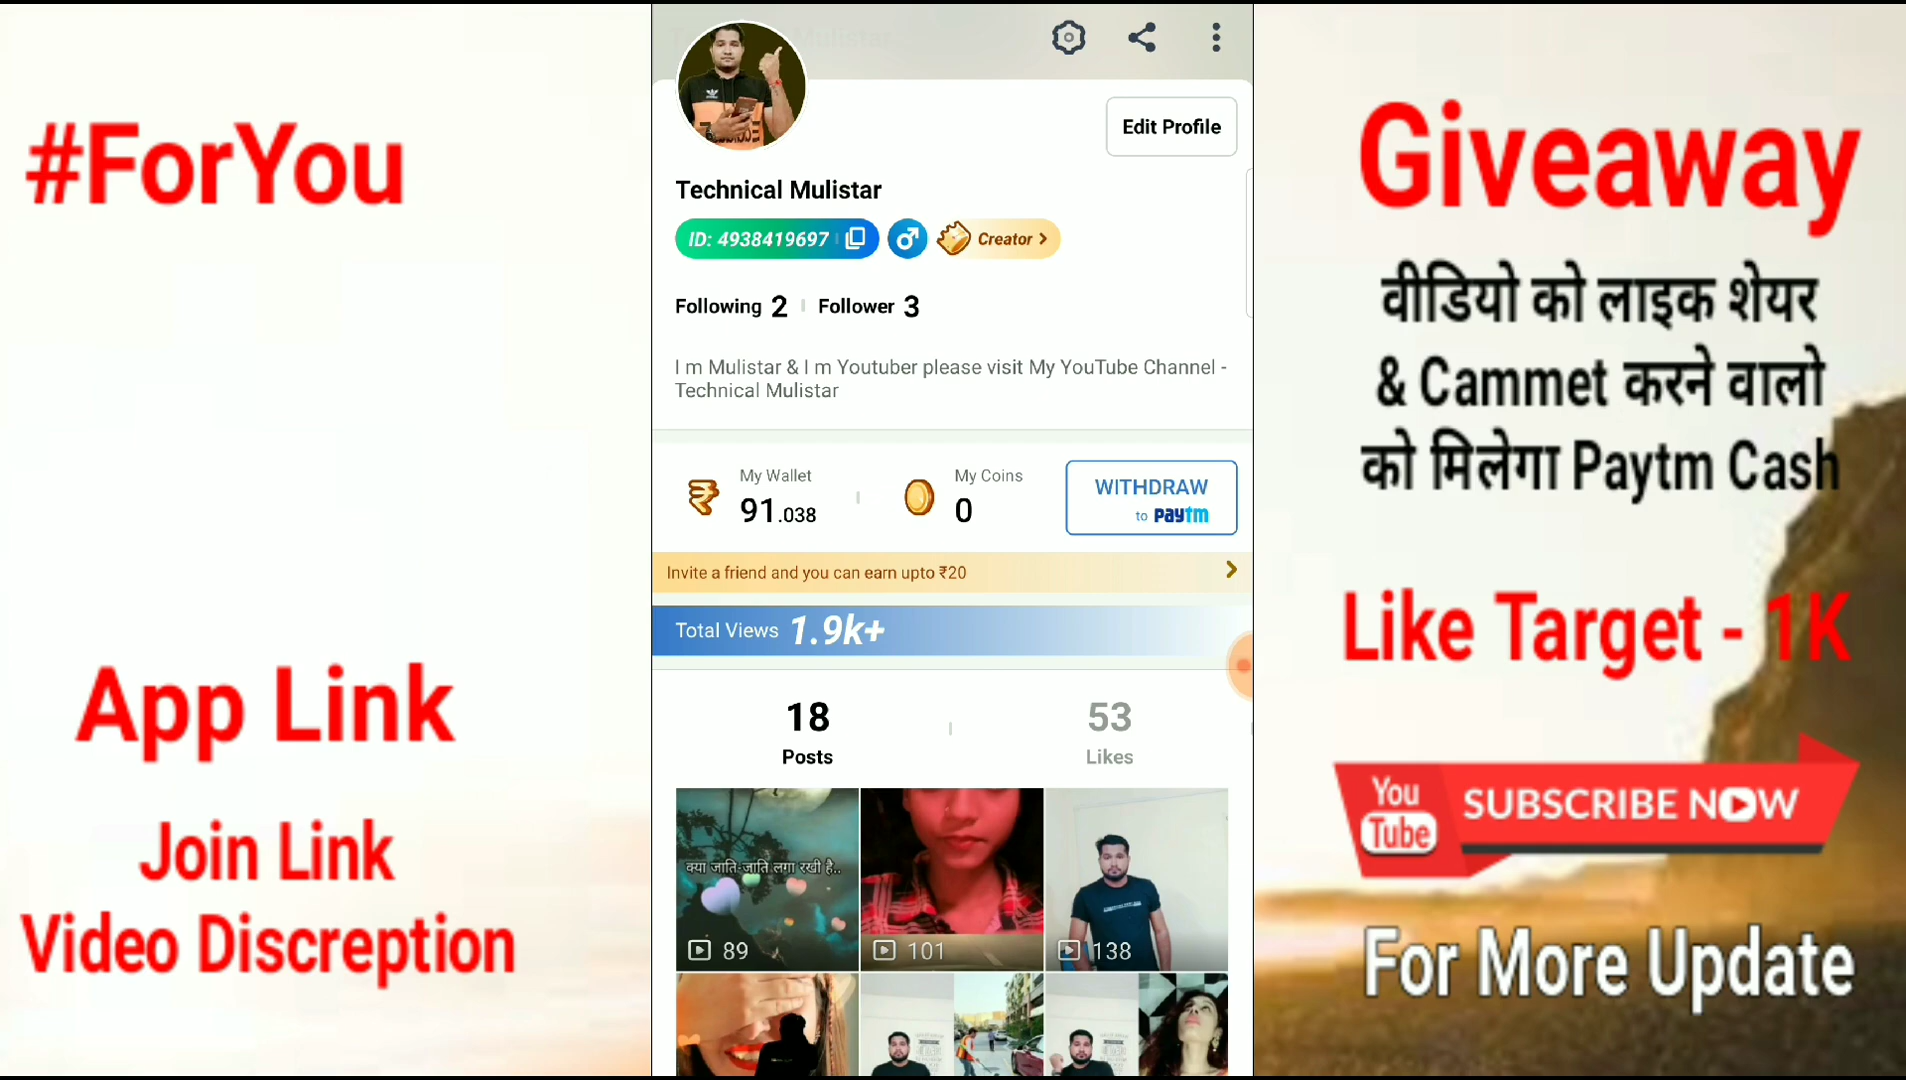 #ForYou
App Link
Join Link
Video Discreption
Edit Profile
Technical Mulistar
ID: 4938419697
Creator >
Following 2 Follower 3
I m Mulistar & I m Youtuber please visit My YouTube Channel -
Technical Mulistar
My Wallet
91.038
My Coins
0
WITHDRAW
to paytm
Invite a friend and you can earn upto ₹20
Total Views 1.9k+
18
Posts
53
Likes
क्या जाति-जाति लगा रखी है..
89
101
138
Giveaway
वीडियो को लाइक शेयर
& Cammet करने वालो
को मिलेगा Paytm Cash
Like Target - 1K
You
Tube
SUBSCRIBE NOW
For More Update